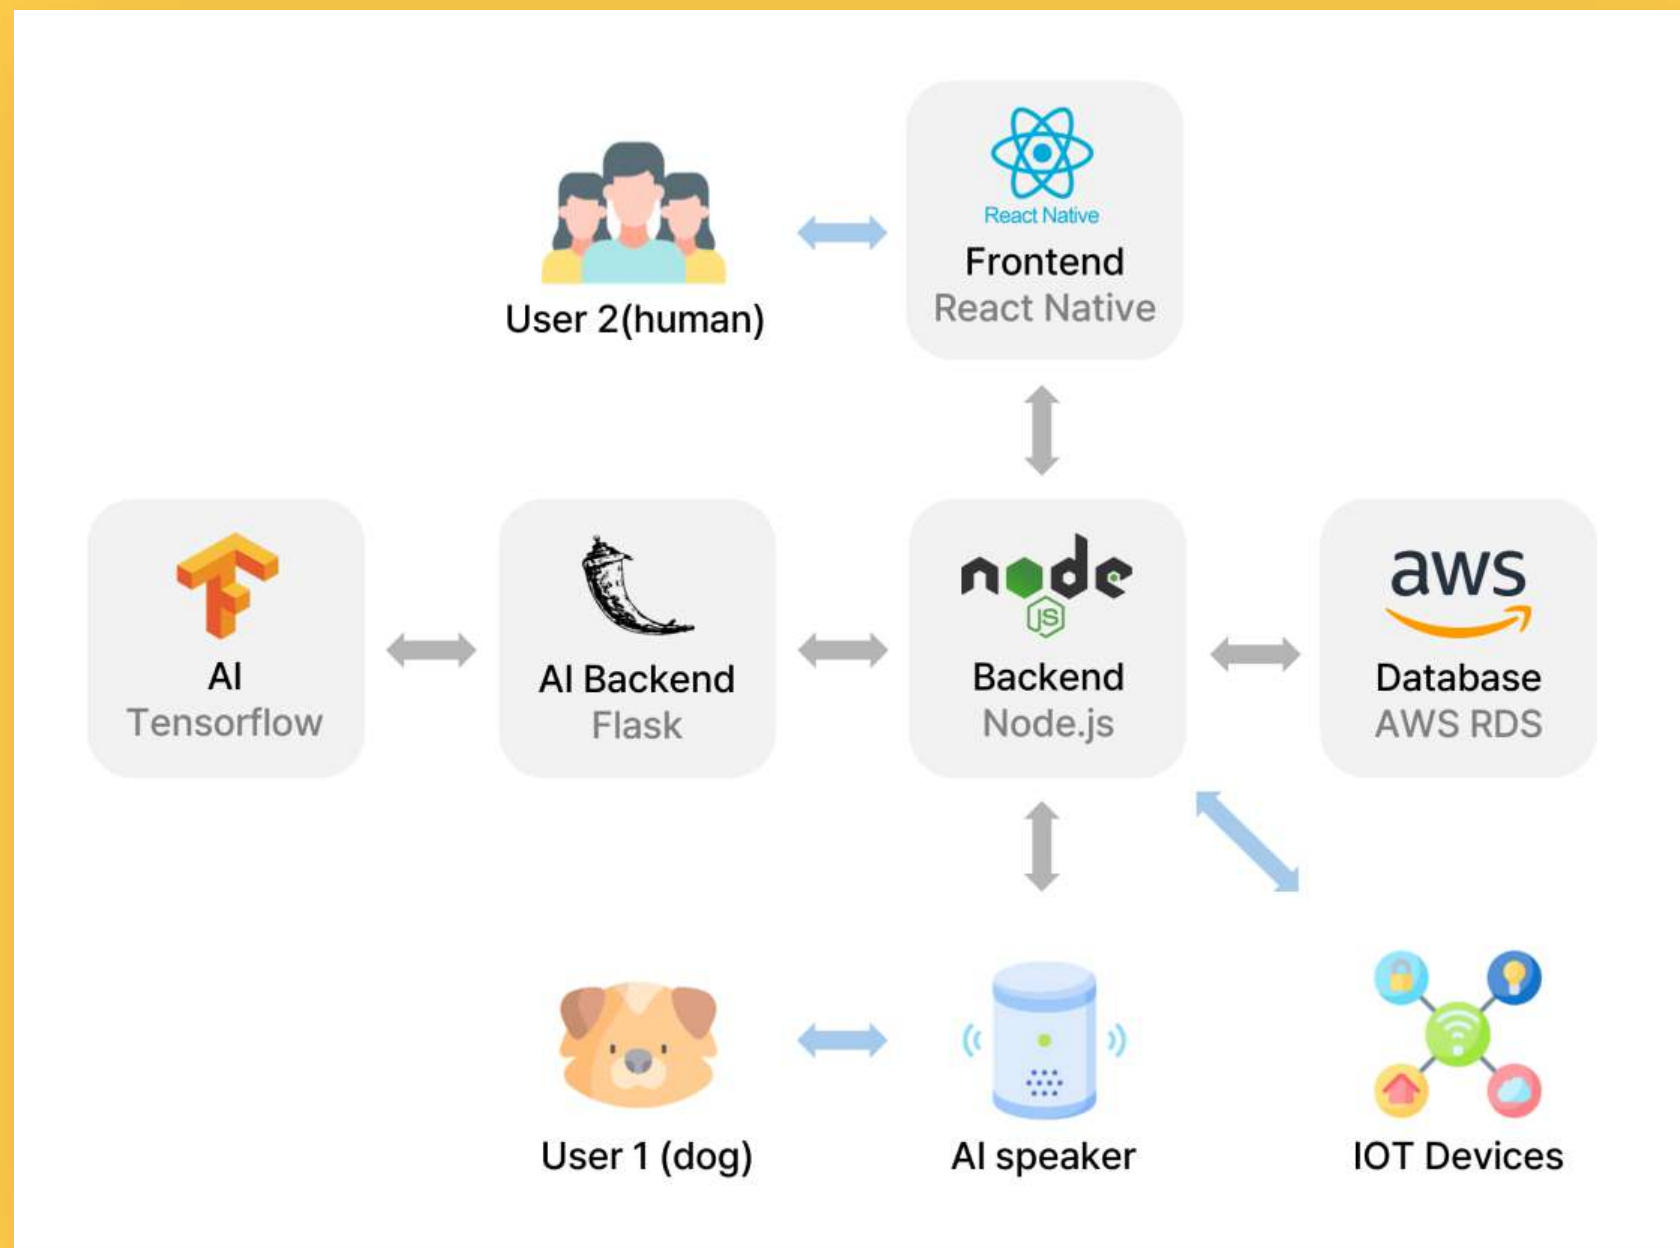 React Native
Frontend
React Native
User 2(human)
AI
Tensorflow
AI Backend
Flask
node
JS
Backend
Node.js
aws
Database
AWS RDS
User 1 (dog)
AI speaker
IOT Devices